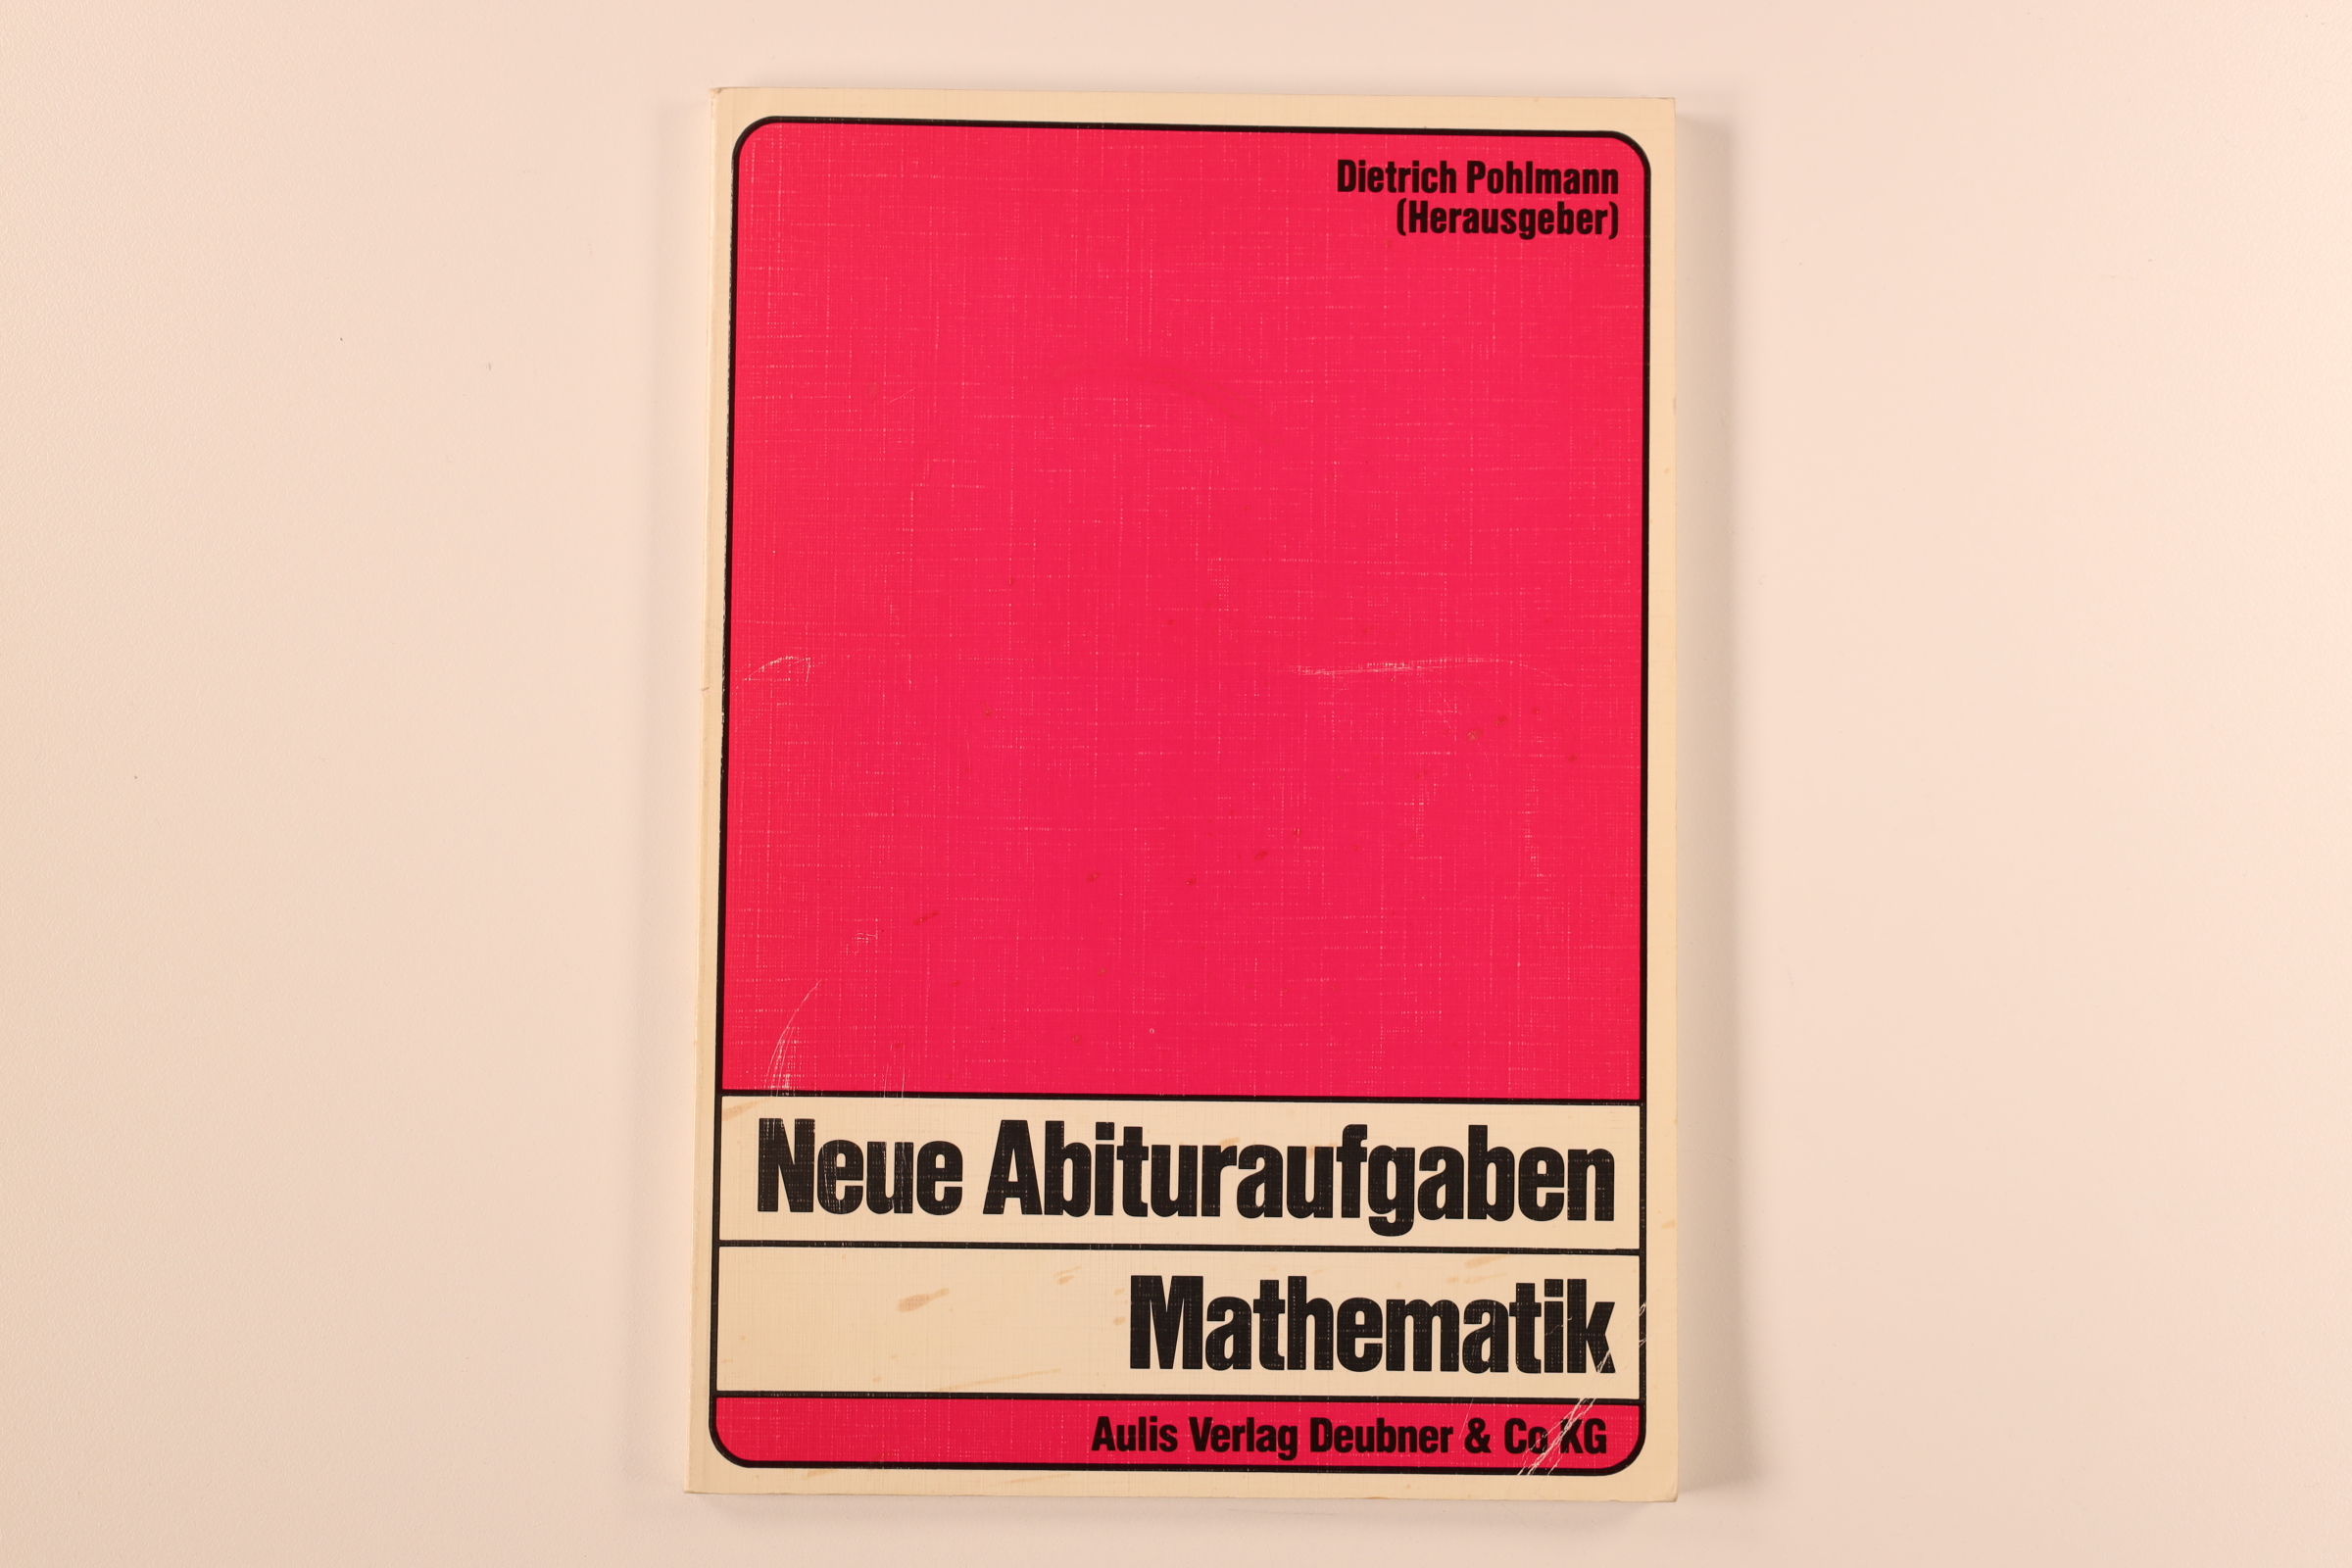 Dietrich Pohlmann
(Herausgeber)
Neue Abituraufgaben
Mathematik
Aulis Verlag Deubner & Co KG